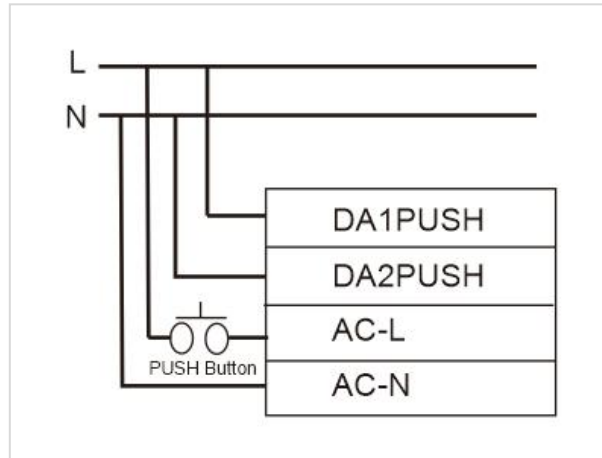 L
N
DA1PUSH
DA2PUSH
AC-L
PUSH Button
AC-N